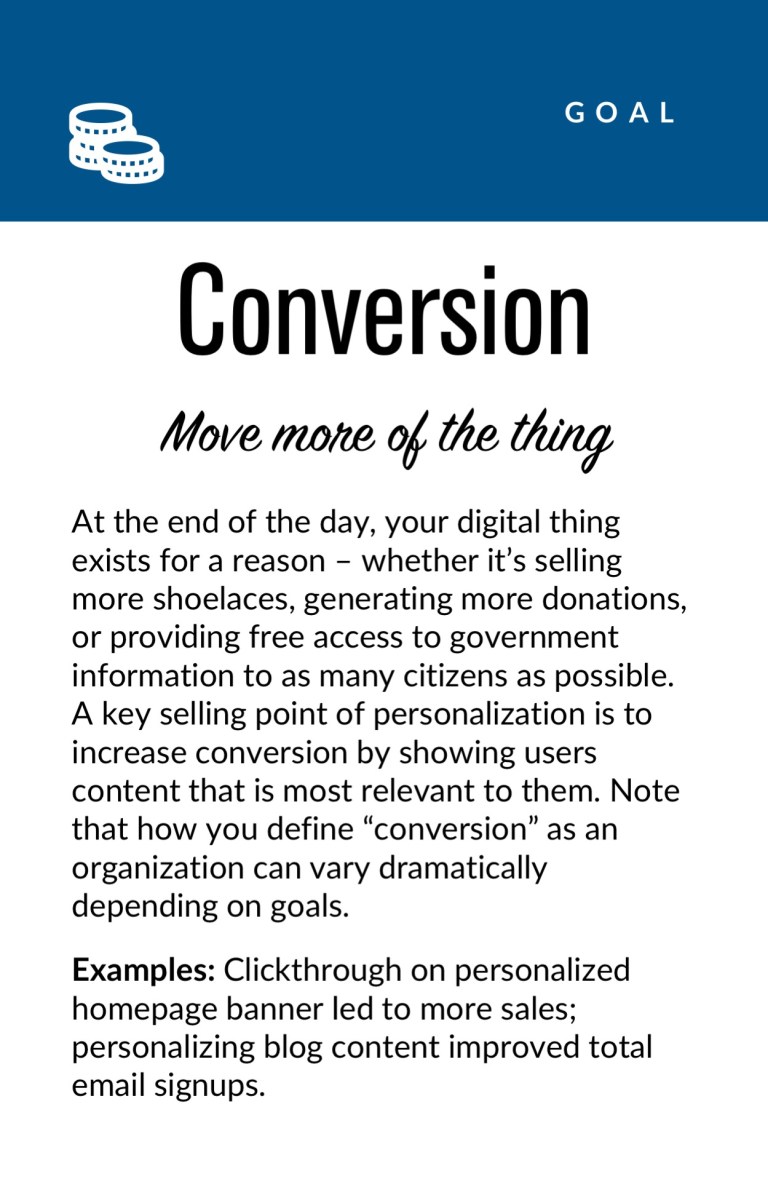 GOAL
Conversion
Move more of the thing
At the end of the day, your digital thing
exists for a reason – whether it’s selling
more shoelaces, generating more donations,
or providing free access to government
information to as many citizens as possible.
A key selling point of personalization is to
increase conversion by showing users
content that is most relevant to them. Note
that how you define “conversion” as an
organization can vary dramatically
depending on goals.
Examples: Clickthrough on personalized
homepage banner led to more sales;
personalizing blog content improved total
email signups.